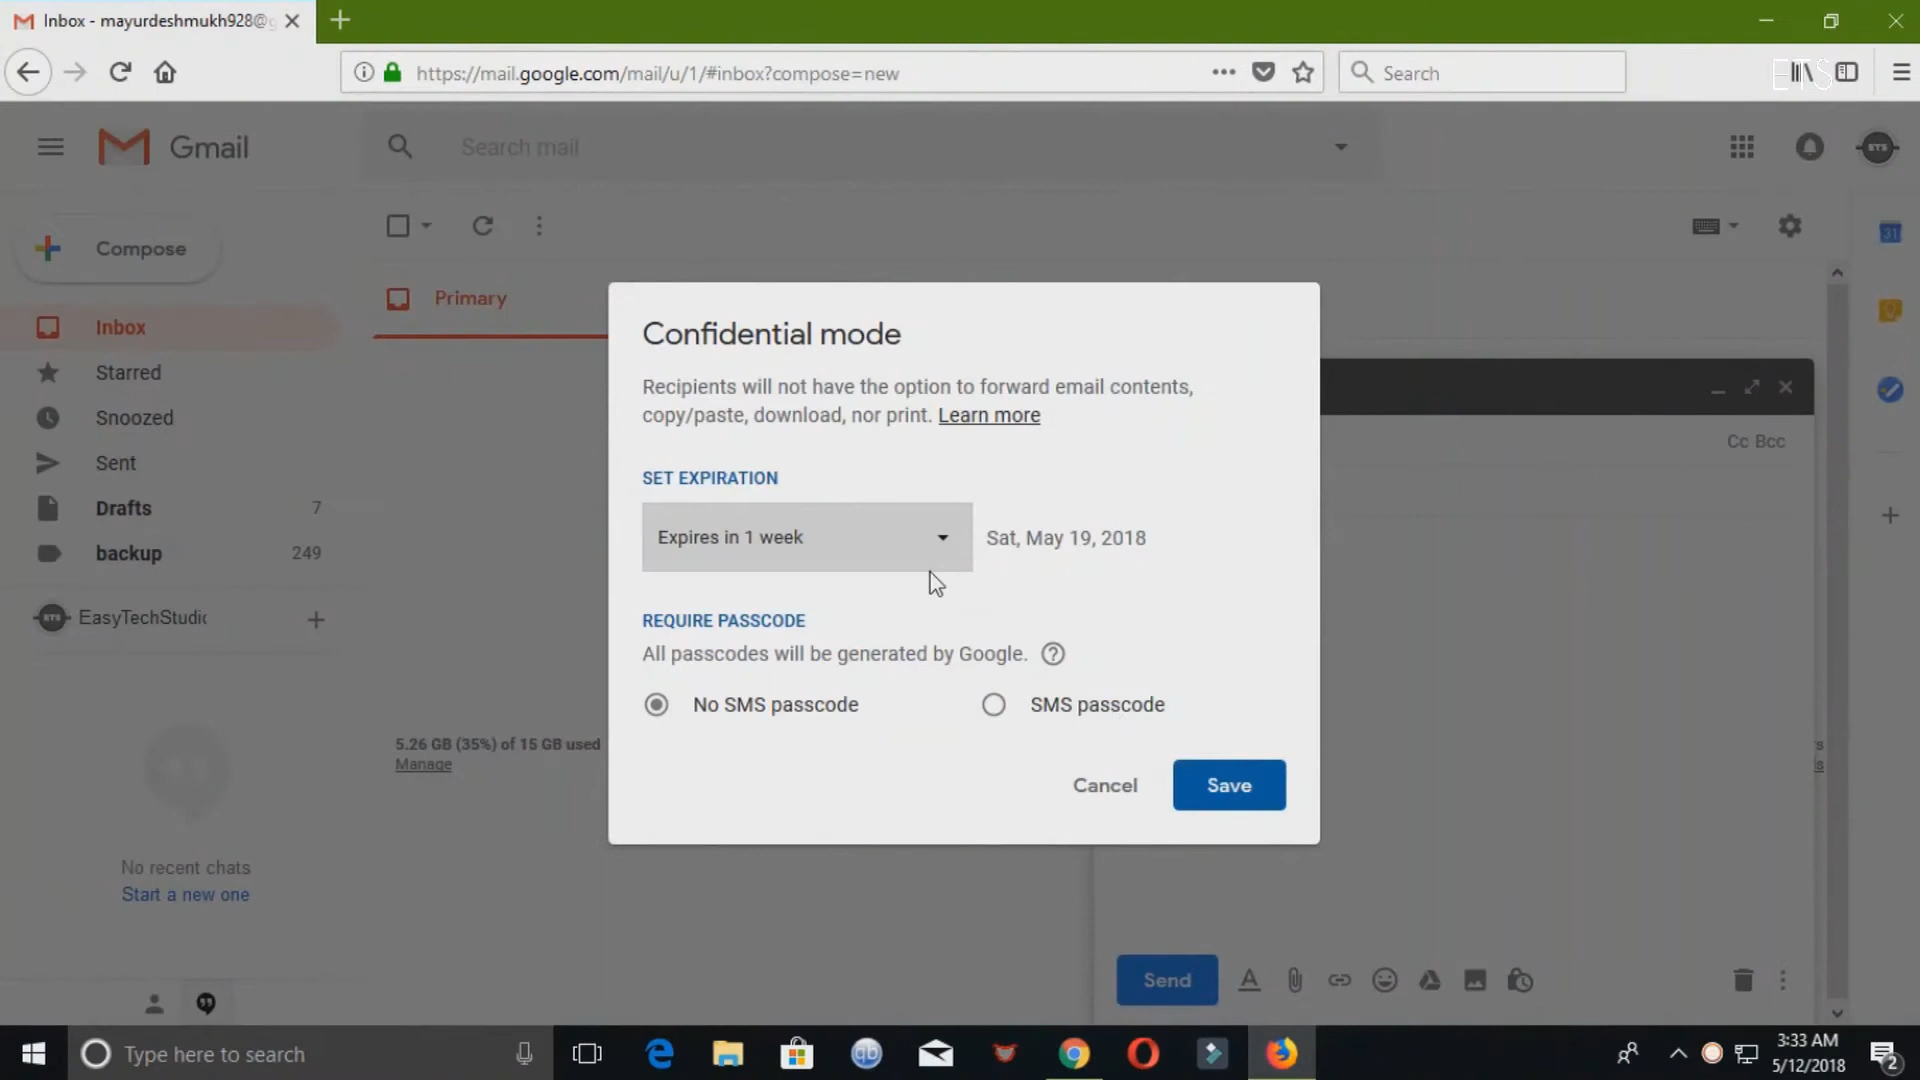 Inbox - mayurdeshmukh928@g
https://mail.google.com/mail/u/1/#inbox?compose=new
Search
ETS
Gmail
Search mail
Compose
31
Inbox
Starred
Snoozed
Sent
Drafts 7
backup 249
EasyTechStudio
Primary
Confidential mode
Recipients will not have the option to forward email contents,
copy/paste, download, nor print. Learn more
SET EXPIRATION
Expires in 1 week
Sat, May 19, 2018
REQUIRE PASSCODE
All passcodes will be generated by Google.
No SMS passcode
SMS passcode
Cancel
Save
Cc Bcc
5.26 GB (35%) of 15 GB used
Manage
No recent chats
Start a new one
Send
Type here to search
qb
3:33 AM
5/12/2018
2